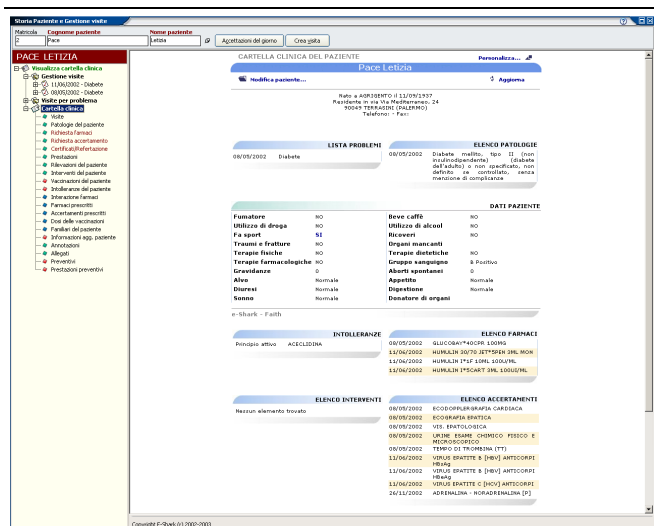 Storia Paziente e Gestione visite
Matricola Cognome paziente Nome paziente
2 Pace Letizia Accettazioni del giorno Crea visita
PACE LETIZIA
Visualizza cartella clinica
Gestione visite
11/06/2002 - Diabete
08/05/2002 - Diabete
Visite per problema
Cartella clinica
Visite
Patologie del paziente
Richiesta farmaci
Richiesta accertamento
Certificati/Refertazione
Prestazioni
Rilevazioni del paziente
Interventi del paziente
Vaccinazioni del paziente
Intolleranze del paziente
Interazione farmaci
Farmaci prescritti
Accertamenti prescritti
Dosi delle vaccinazioni
Familiari del paziente
Informazioni agg. paziente
Annotazioni
Allegati
Preventivi
Prestazioni preventivi
CARTELLA CLINICA DEL PAZIENTE Personalizza...
Pace Letizia
Modifica paziente... Aggiorna
Nato a AGRIGENTO il 11/09/1937
Residente in via Via Mediterraneo, 24
90049 TERRASINI (PALERMO)
Telefono: - Fax:
LISTA PROBLEMI
08/05/2002 Diabete
ELENCO PATOLOGIE
08/05/2002 Diabete mellito, tipo II (non
insulinodipendente) (diabete
dell'adulto) o non specificato, non
definito se controllato, senza
menzione di complicanze
DATI PAZIENTE
Fumatore NO Beve caffè NO
Utilizzo di droga NO Utilizzo di alcool NO
Fa sport SI Ricoveri NO
Traumi e fratture NO Organi mancanti
Terapie fisiche NO Terapie dietetiche NO
Terapie farmacologiche NO Gruppo sanguigno B Positivo
Gravidanze 0 Aborti spontanei 0
Alvo Normale Appetito Normale
Diuresi Normale Digestione Normale
Sonno Normale Donatore di organi
e-Shark - Faith
INTOLLERANZE
Principio attivo ACECLIDINA
ELENCO FARMACI
08/05/2002 GLUCOBAY*40CPR 100MG
11/06/2002 HUMULIN 30/70 JET*5PEN 3ML MON
11/06/2002 HUMULIN I*1F 10ML 100U/ML
11/06/2002 HUMULIN I*5CART 3ML 100UI/ML
ELENCO INTERVENTI
Nessun elemento trovato
ELENCO ACCERTAMENTI
08/05/2002 ECODOPPLERGRAFIA CARDIACA
08/05/2002 ECOGRAFIA EPATICA
08/05/2002 VIS. EPATOLOGICA
08/05/2002 URINE ESAME CHIMICO FISICO E
MICROSCOPICO
08/05/2002 TEMPO DI TROMBINA (TT)
11/06/2002 VIRUS EPATITE B [HBV] ANTICORPI
HBsAg
11/06/2002 VIRUS EPATITE B [HBV] ANTICORPI
HBeAg
11/06/2002 VIRUS EPATITE C [HCV] ANTICORPI
26/11/2002 ADRENALINA - NORADRENALINA [P]
Copyright E-Shark (r) 2002-2003